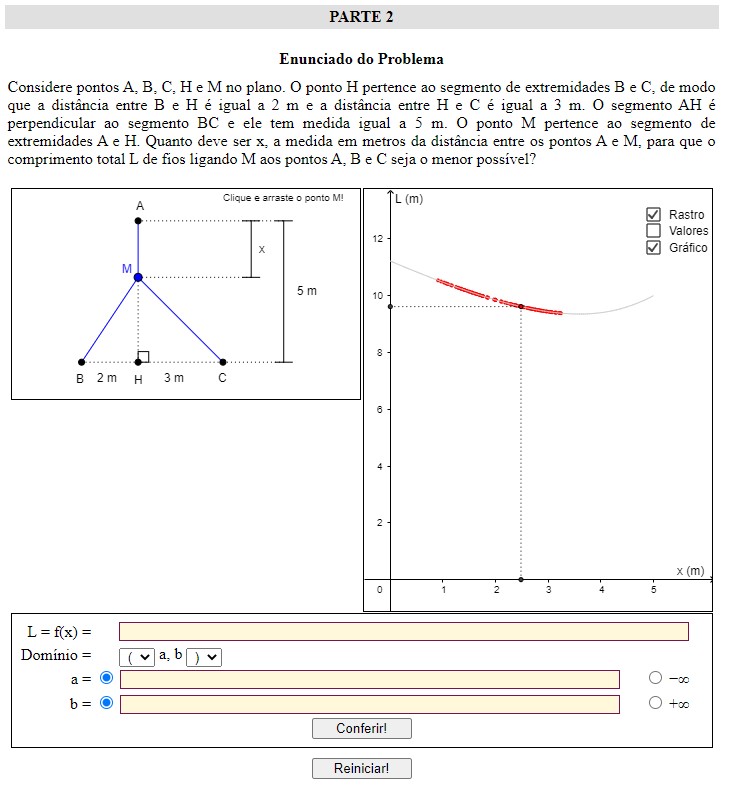 PARTE 2
Enunciado do Problema
Considere pontos A, B, C, H e M no plano. O ponto H pertence ao segmento de extremidades B e C, de modo
que a distância entre B e H é igual a 2 m e a distância entre H e C é igual a 3 m. O segmento AH é
perpendicular ao segmento BC e ele tem medida igual a 5 m. O ponto M pertence ao segmento de
extremidades A e H. Quanto deve ser x, a medida em metros da distância entre os pontos A e M, para que o
comprimento total L de fios ligando M aos pontos A, B e C seja o menor possível?
Clique e arraste o ponto M!
A
x
M
5 m
B 2 m H 3 m C
L (m)
Rastro
Valores
Gráfico
12
10
8
6
4
2
x (m)
0 1 2 3 4 5
L = f(x) =
Domínio = ( a, b )
a = −∞
b = +∞
Conferir!
Reiniciar!